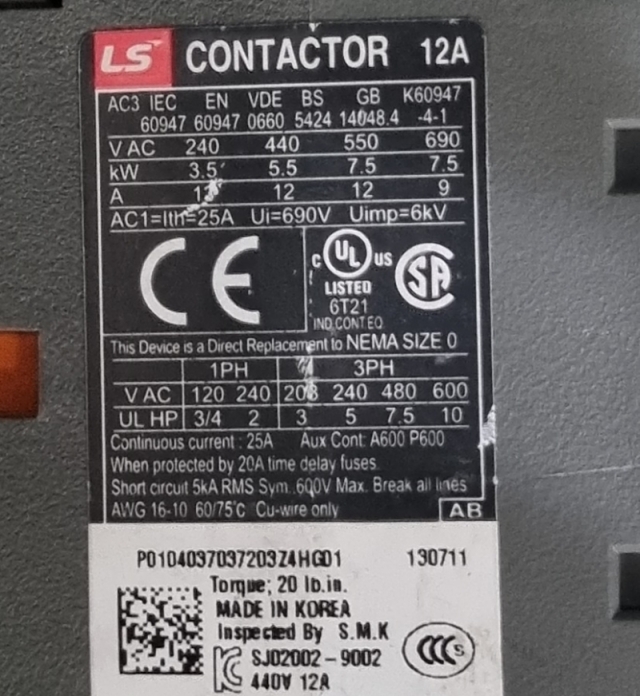 LS CONTACTOR 12A
AC3 IEC EN VDE BS GB K60947
60947 60947 0660 5424 14048.4 -4-1
V AC 240 440 550 690
kW 3.5 5.5 7.5 7.5
A 12 12 9
AC1=Ith=25A Ui=690V Uimp=6kV
CE
c UL US
LISTED
6T21
IND.CONT.EQ.
SA
This Device is a Direct Replacement to NEMA SIZE 0
1PH 3PH
V AC 120 240 208 240 480 600
UL HP 3/4 2 3 5 7.5 10
Continuous current : 25A Aux Cont: A600 P600
When protected by 20A time delay fuses.
Short circuit 5kA RMS Sym.,600V Max. Break all lines
AWG 16-10 60/75°C Cu-wire only AB
P0104037037203Z4HG01 130711
Torque; 20 lb.in.
MADE IN KOREA
Inspected By S.M.K
KC SJ02002-9002
440V 12A
CCC S